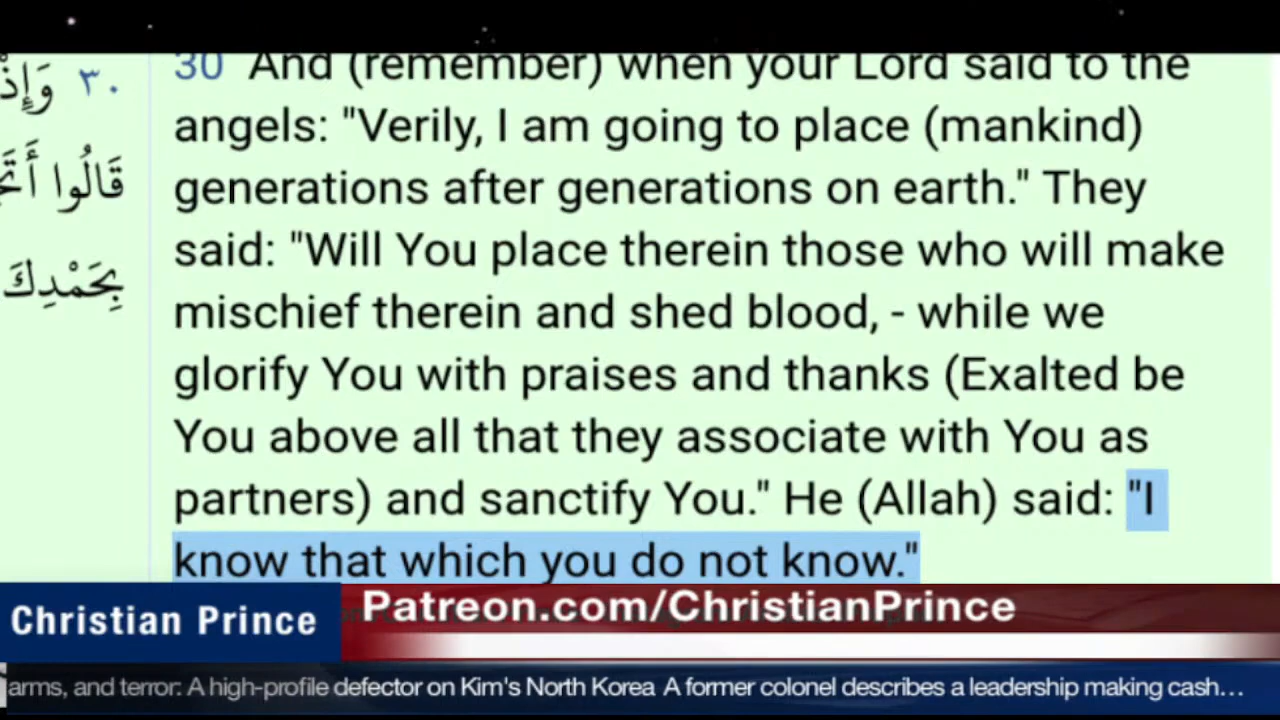 ٣٠ وَإِذْ
قَالُوا أَتَجْ
بِحَمْدِكَ
30 And (remember) when your Lord said to the
angels: "Verily, I am going to place (mankind)
generations after generations on earth." They
said: "Will You place therein those who will make
mischief therein and shed blood, - while we
glorify You with praises and thanks (Exalted be
You above all that they associate with You as
partners) and sanctify You." He (Allah) said: "I
know that which you do not know."
Christian Prince
Patreon.com/ChristianPrince
arms, and terror: A high-profile defector on Kim's North Korea A former colonel describes a leadership making cash…